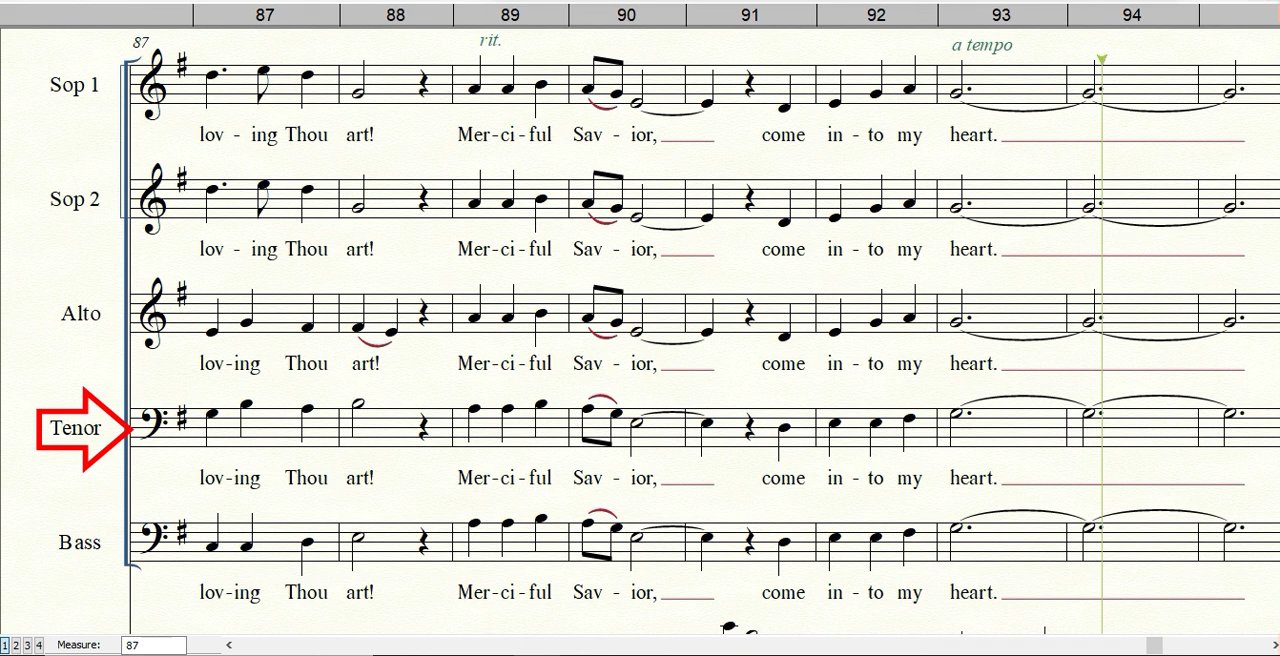 87 88 89 90 91 92 93 94
87 rit. a tempo
Sop 1
lov - ing Thou art! Mer-ci-ful Sav - ior, come in - to my heart.
Sop 2
lov - ing Thou art! Mer-ci-ful Sav - ior, come in - to my heart.
Alto
lov-ing Thou art! Mer-ci-ful Sav - ior, come in - to my heart.
Tenor
lov-ing Thou art! Mer-ci-ful Sav - ior, come in - to my heart.
Bass
lov-ing Thou art! Mer-ci-ful Sav - ior, come in - to my heart.
1 2 3 4 Measure: 87